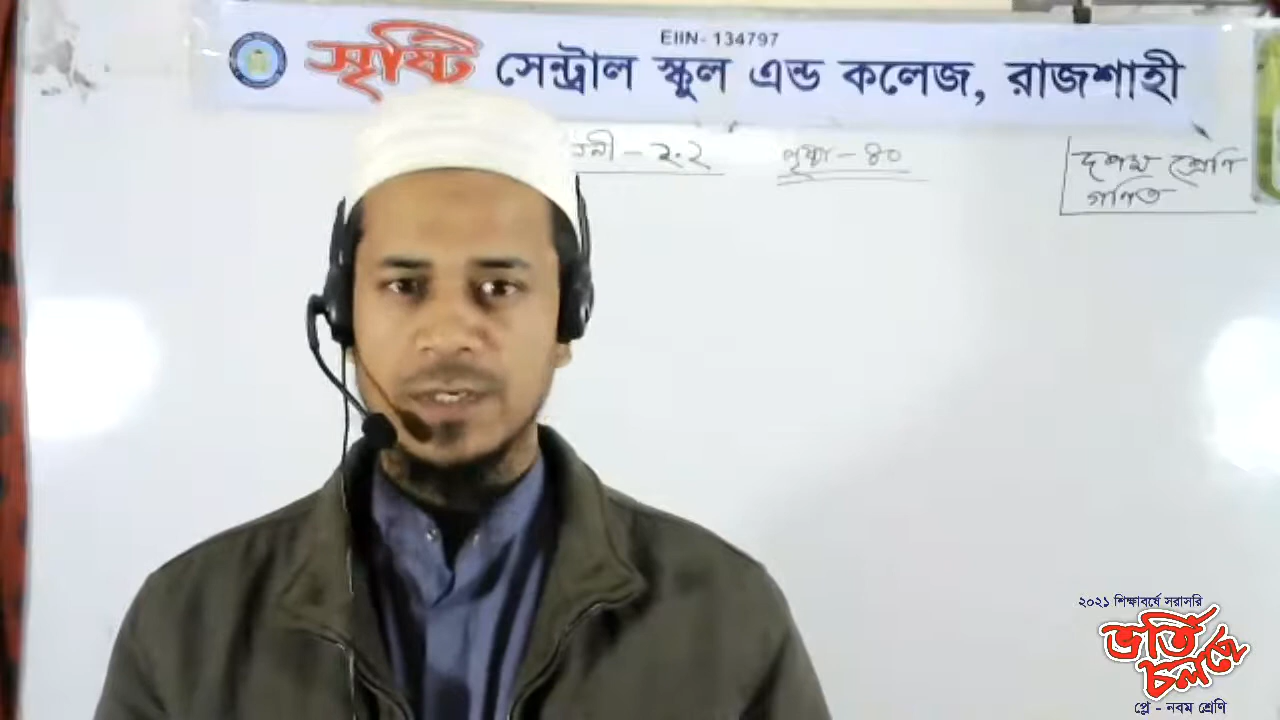 EIIN- 134797
সৃষ্টি সেন্ট্রাল স্কুল এন্ড কলেজ, রাজশাহী
নী - ২.২
পৃষ্ঠা - ৪০
দশম শ্রেণি
গণিত
২০২১ শিক্ষাবর্ষে সরাসরি
ভর্তি
চলছে
প্লে - নবম শ্রেণি